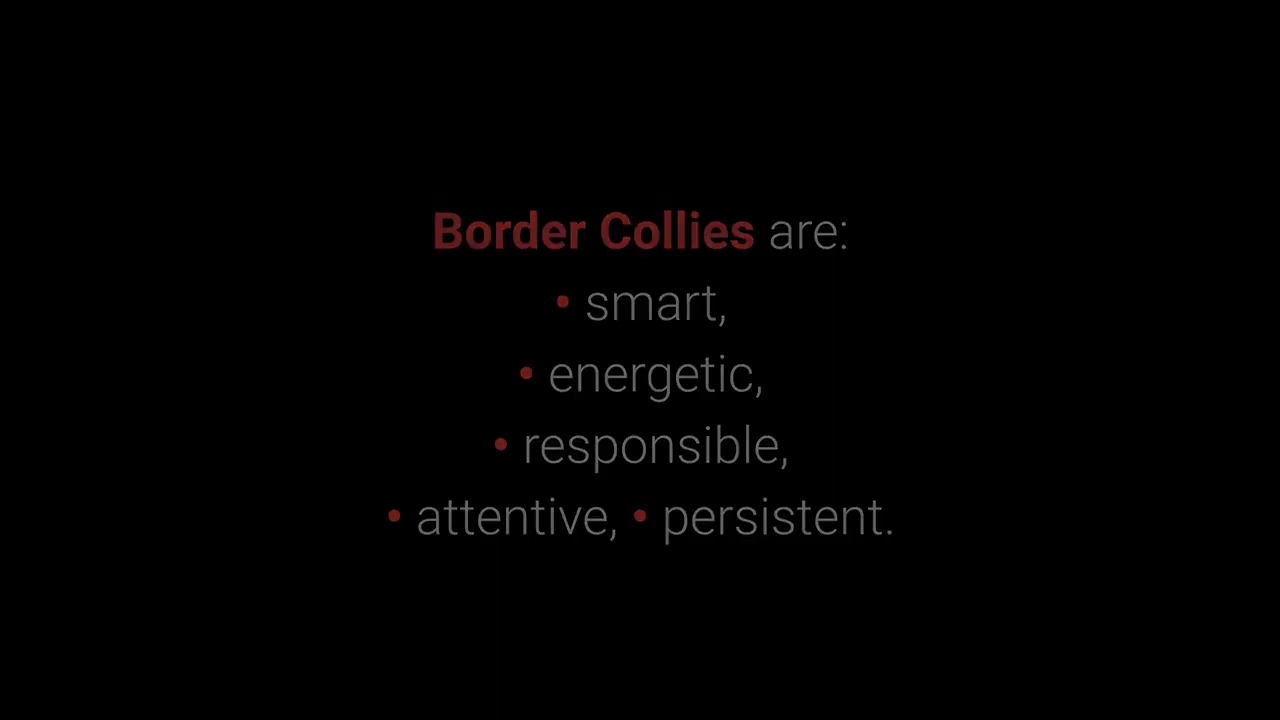 Border Collies are:
• smart,
• energetic,
• responsible,
• attentive, • persistent.